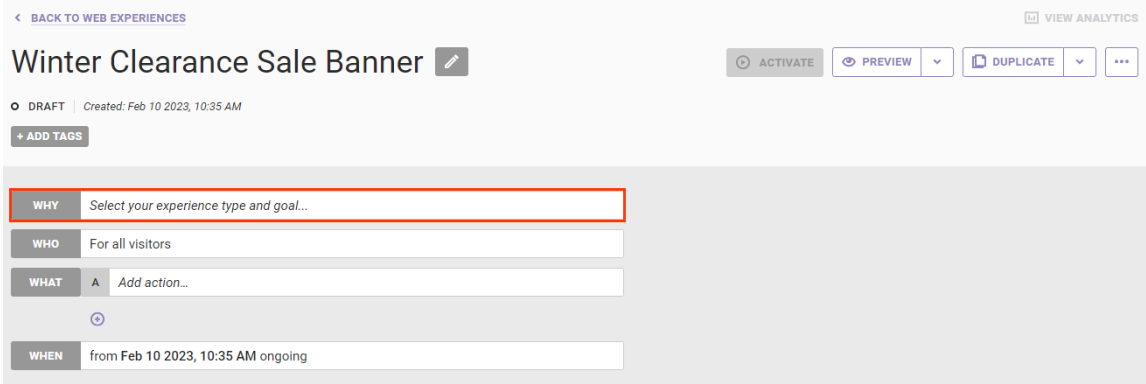 BACK TO WEB EXPERIENCES
VIEW ANALYTICS
Winter Clearance Sale Banner
ACTIVATE
PREVIEW
DUPLICATE
DRAFT Created: Feb 10 2023, 10:35 AM
+ ADD TAGS
WHY Select your experience type and goal...
WHO For all visitors
WHAT A Add action...
WHEN from Feb 10 2023, 10:35 AM ongoing